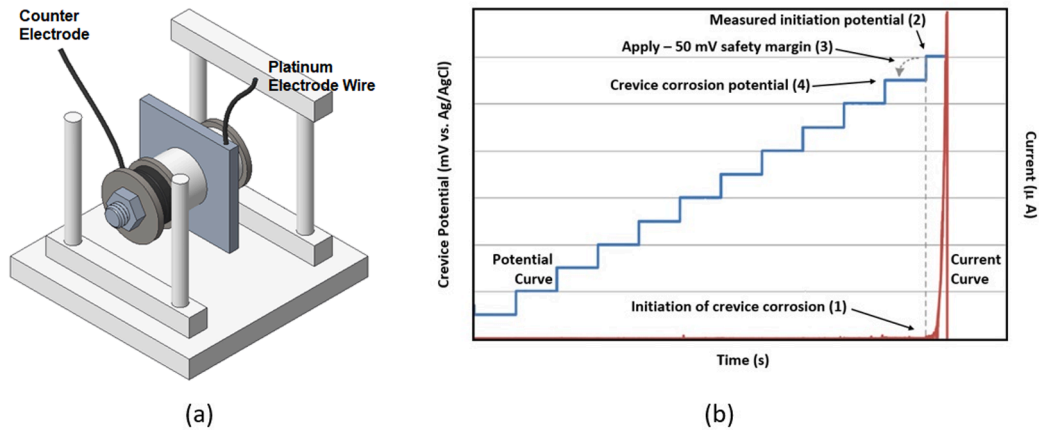 Counter
Electrode
Platinum
Electrode Wire
(a)
Measured initiation potential (2)
Apply – 50 mV safety margin (3)
Crevice corrosion potential (4)
Crevice Potential (mV vs. Ag/AgCl)
Current (μ A)
Potential
Curve
Current
Curve
Initiation of crevice corrosion (1)
Time (s)
(b)